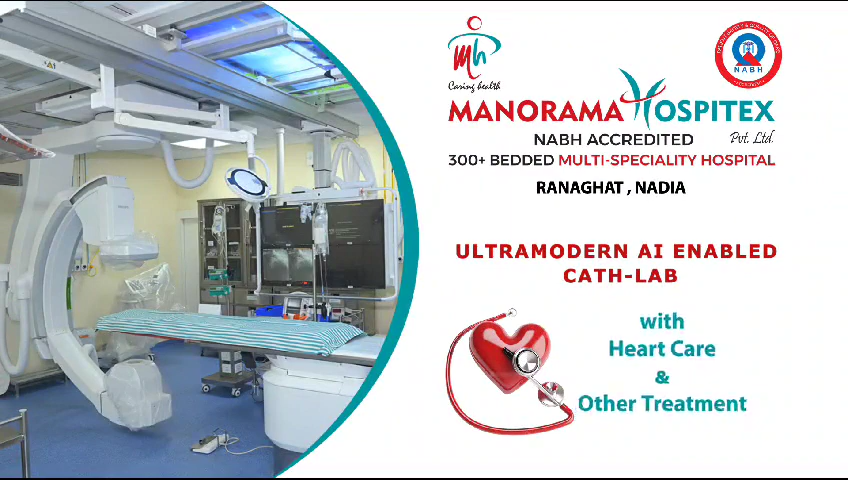 mh
Caring health
NABH
MANORAMA HOSPITEX
Pvt. Ltd.
NABH ACCREDITED
300+ BEDDED MULTI-SPECIALITY HOSPITAL
RANAGHAT , NADIA
ULTRAMODERN AI ENABLED
CATH-LAB
with
Heart Care
&
Other Treatment